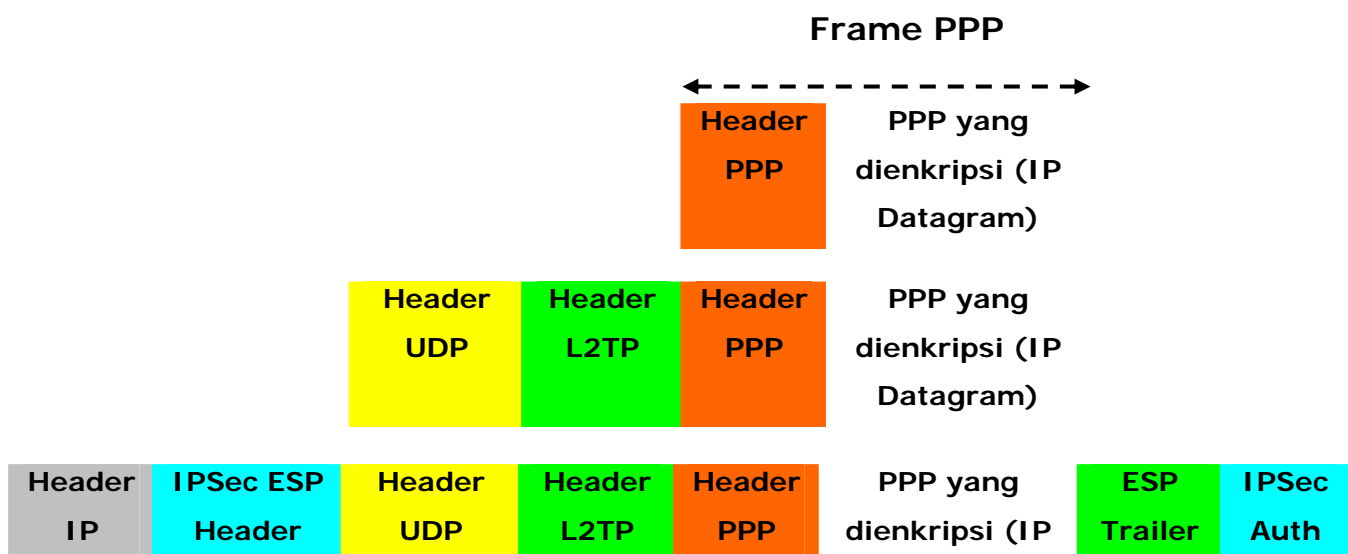 Frame PPP
Header PPP yang
PPP dienkripsi (IP
Datagram)
Header Header Header PPP yang
UDP L2TP PPP dienkripsi (IP
Datagram)
Header IPSec ESP Header Header Header PPP yang ESP IPSec
IP Header UDP L2TP PPP dienkripsi (IP Trailer Auth